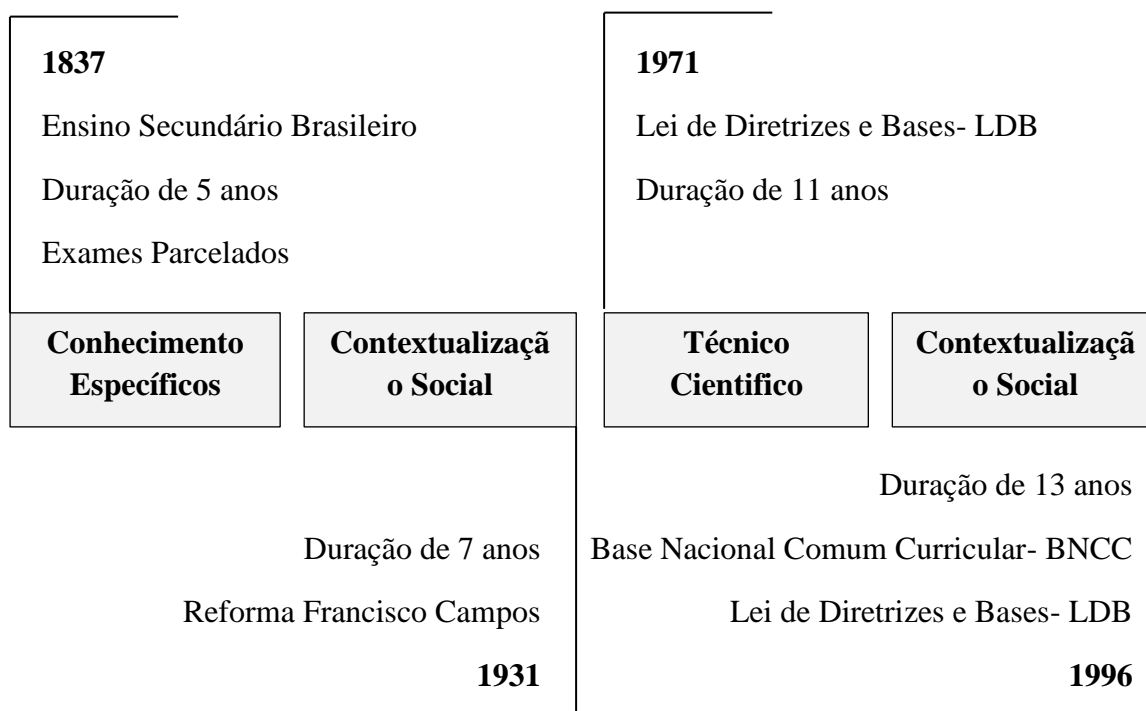 1837
Ensino Secundário Brasileiro
Duração de 5 anos
Exames Parcelados
1971
Lei de Diretrizes e Bases- LDB
Duração de 11 anos
Conhecimento
Específicos
Contextualizaçã
o Social
Técnico
Cientifico
Contextualizaçã
o Social
Duração de 7 anos
Reforma Francisco Campos
1931
Duração de 13 anos
Base Nacional Comum Curricular- BNCC
Lei de Diretrizes e Bases- LDB
1996